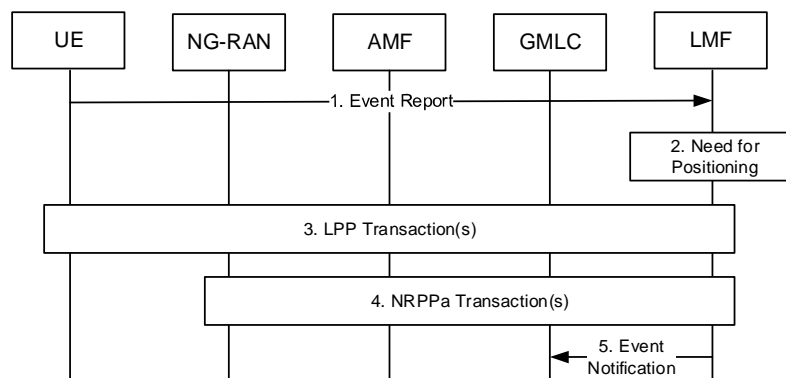 UE
NG-RAN
AMF
GMLC
LMF
1. Event Report
2. Need for
Positioning
3. LPP Transaction(s)
4. NRPPa Transaction(s)
5. Event
Notification